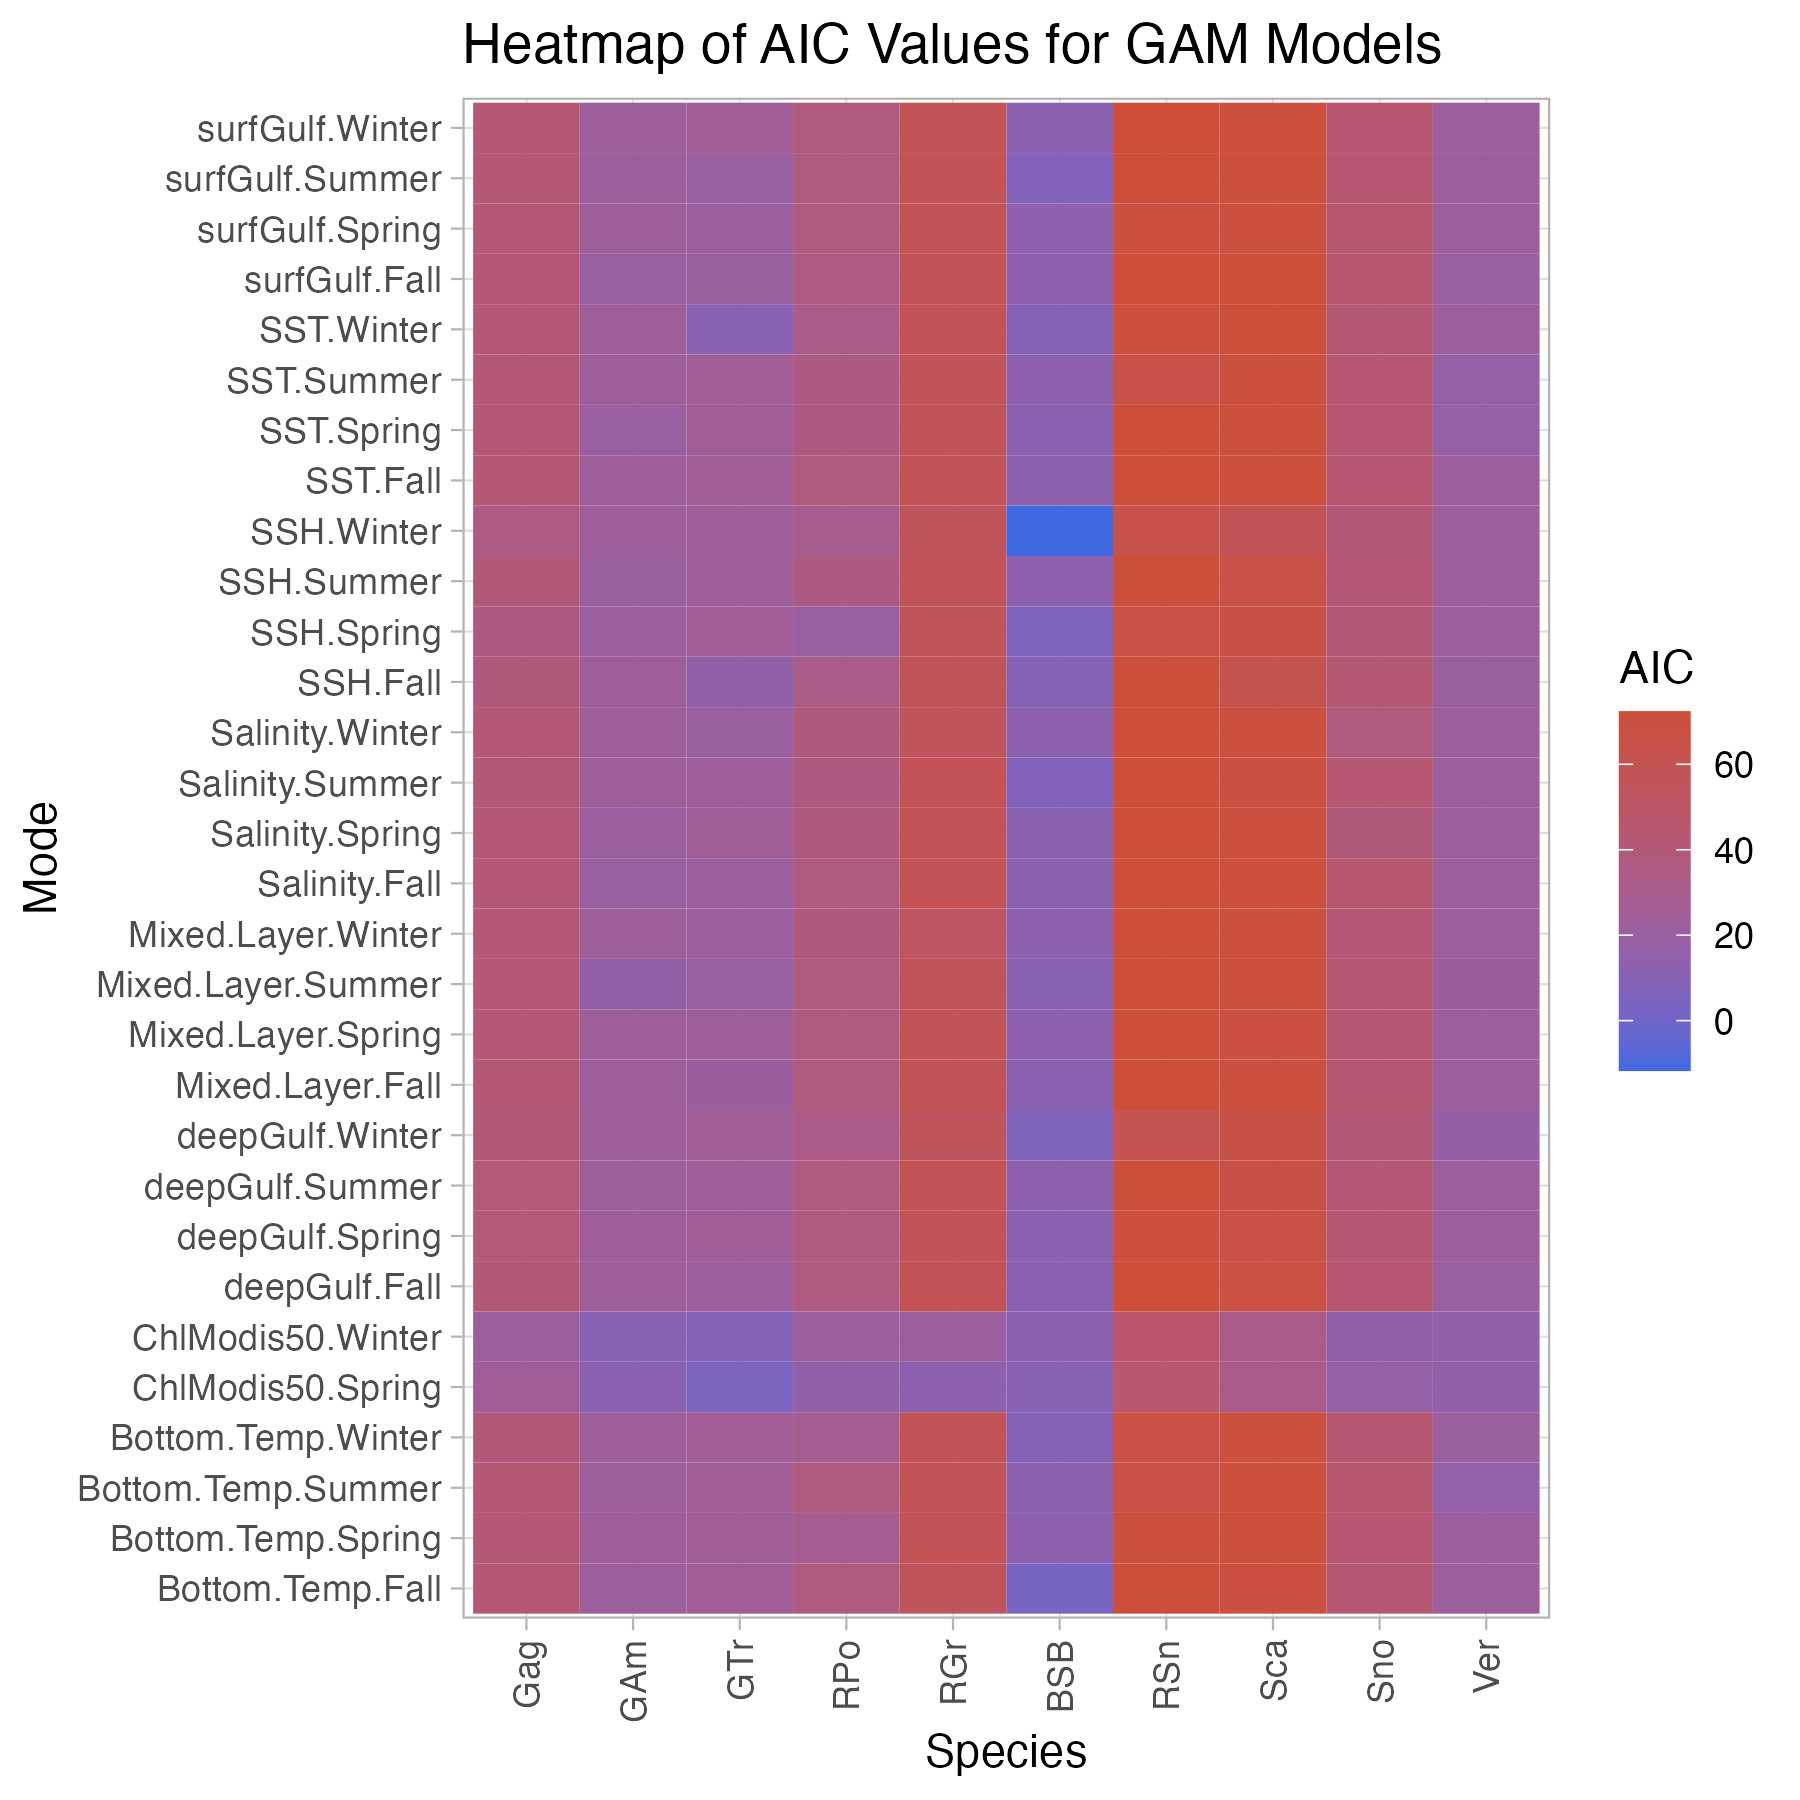 Heatmap of AIC Values for GAM Models
Mode
surfGulf.Winter
surfGulf.Summer
surfGulf.Spring
surfGulf.Fall
SST.Winter
SST.Summer
SST.Spring
SST.Fall
SSH.Winter
SSH.Summer
SSH.Spring
SSH.Fall
Salinity.Winter
Salinity.Summer
Salinity.Spring
Salinity.Fall
Mixed.Layer.Winter
Mixed.Layer.Summer
Mixed.Layer.Spring
Mixed.Layer.Fall
deepGulf.Winter
deepGulf.Summer
deepGulf.Spring
deepGulf.Fall
ChlModis50.Winter
ChlModis50.Spring
Bottom.Temp.Winter
Bottom.Temp.Summer
Bottom.Temp.Spring
Bottom.Temp.Fall
Gag
GAm
GTr
RPo
RGr
BSB
RSn
Sca
Sno
Ver
Species
AIC
60
40
20
0